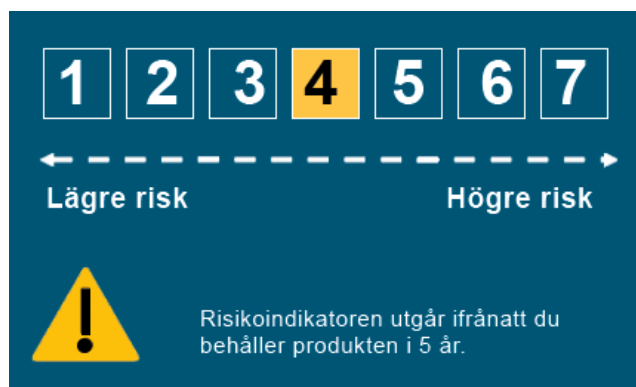 1 2 3 4 5 6 7
Lägre risk Högre risk
Risikoindikatoren utgår ifrånatt du
behåller produkten i 5 år.